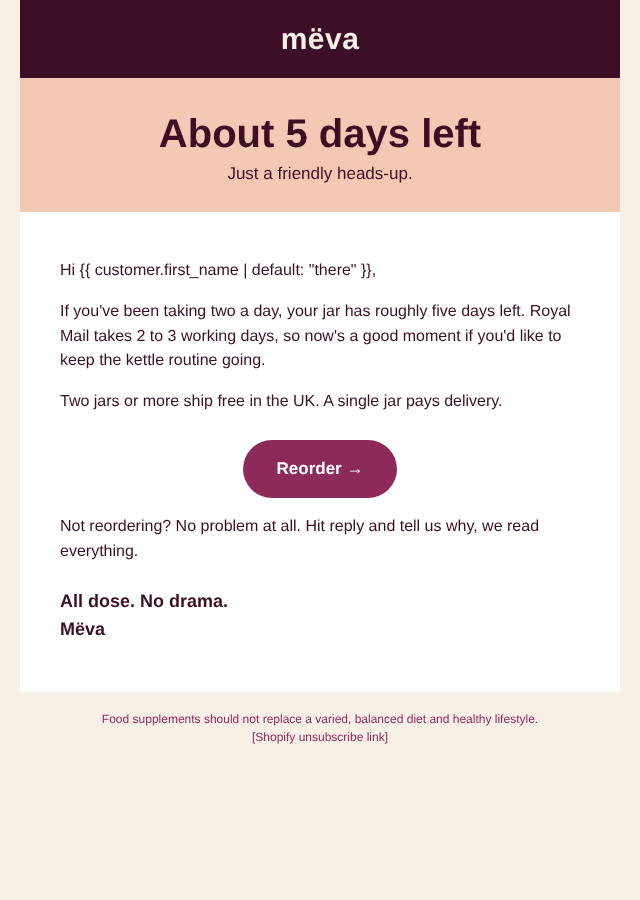 mëva
About 5 days left
Just a friendly heads-up.
Hi {{ customer.first_name | default: "there" }},
If you've been taking two a day, your jar has roughly five days left. Royal
Mail takes 2 to 3 working days, so now's a good moment if you'd like to
keep the kettle routine going.
Two jars or more ship free in the UK. A single jar pays delivery.
Reorder →
Not reordering? No problem at all. Hit reply and tell us why, we read
everything.
All dose. No drama.
Mëva
Food supplements should not replace a varied, balanced diet and healthy lifestyle.
[Shopify unsubscribe link]